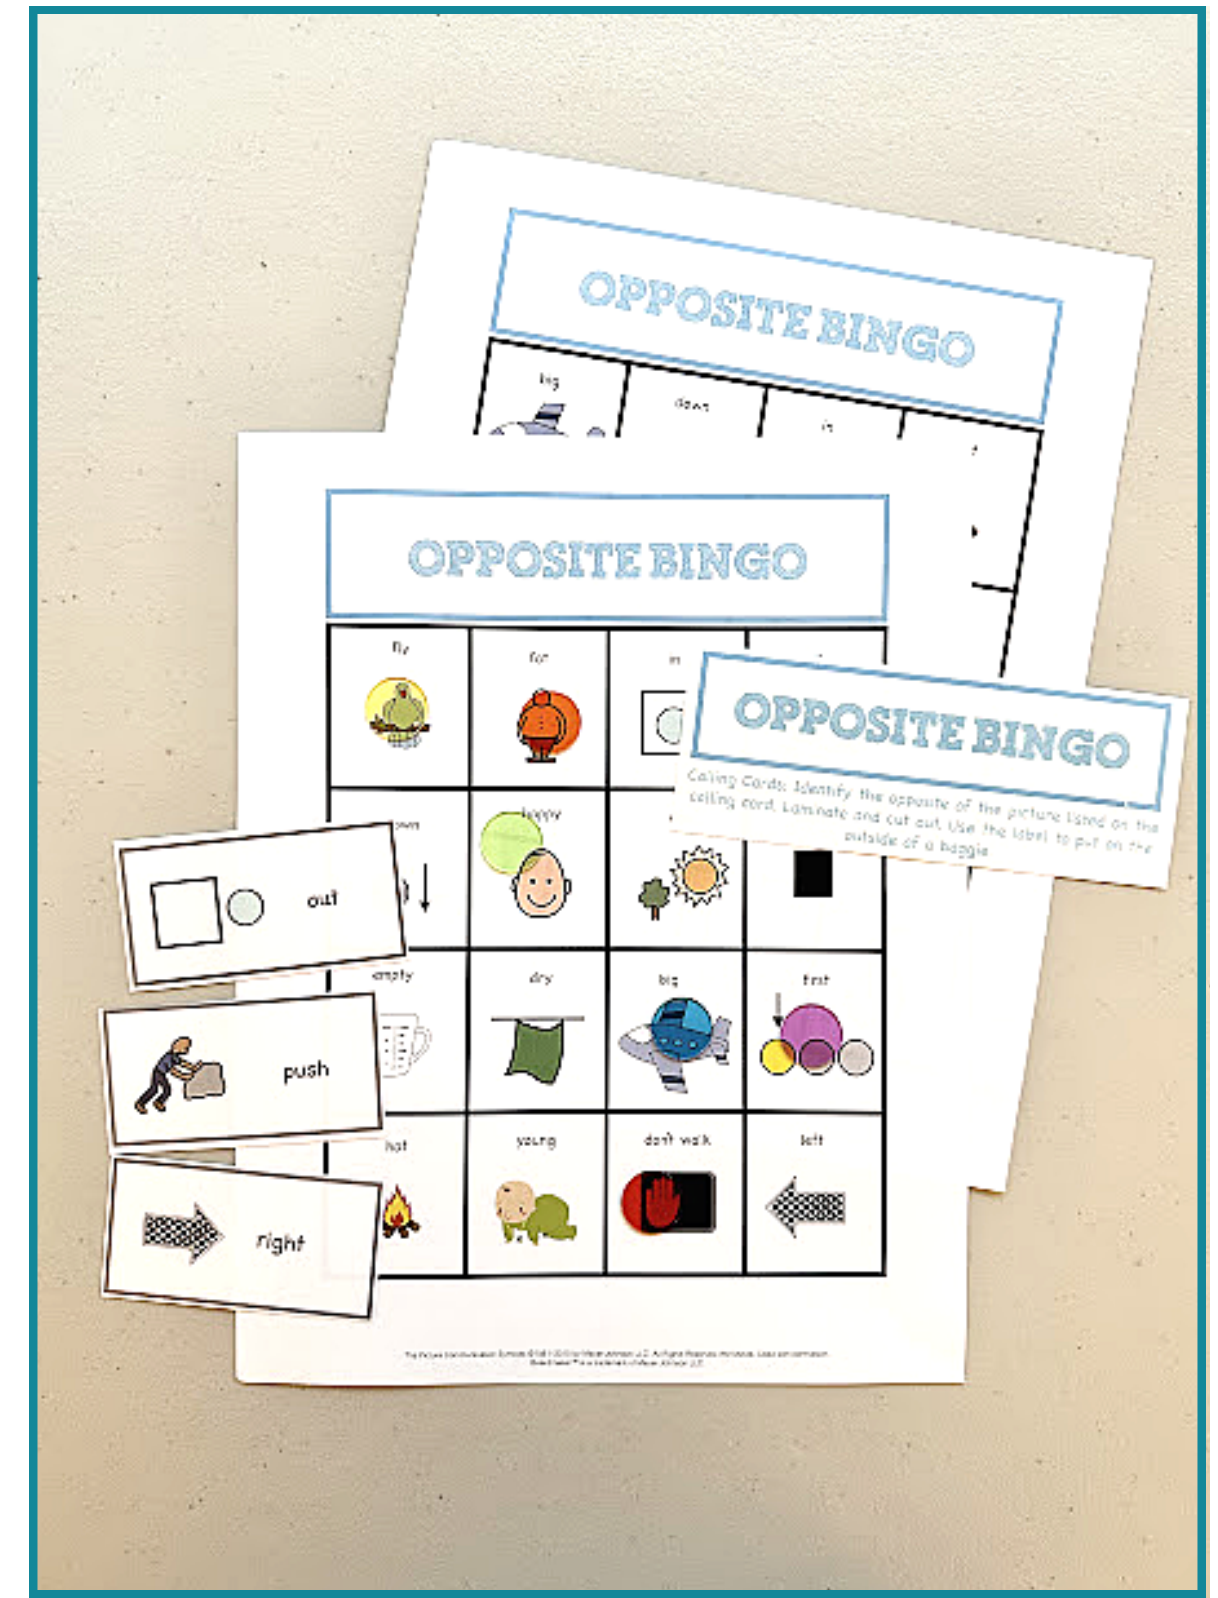 OPPOSITE BINGO
big down in
OPPOSITE BINGO
fat
OPPOSITE BINGO
Calling Cards: Identify the opposite of the picture listed on the
calling card. Laminate and cut out. Use the label to put on the
outside of a baggie
happy
out
empty dry big first
push
hot young don't walk left
right